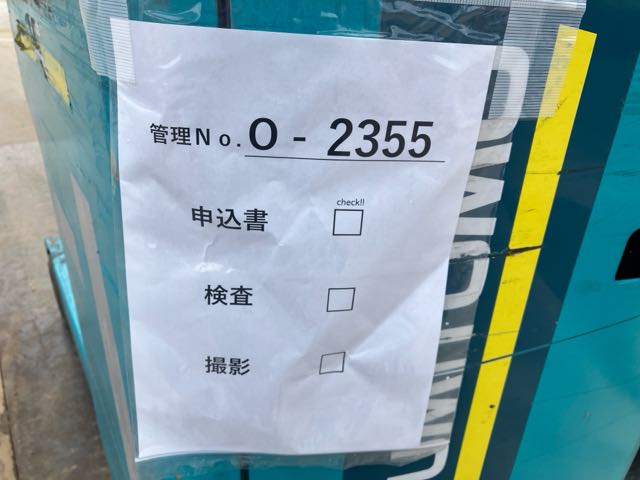 管理No. O - 2355
check!!
申込書 □
検査 □
撮影 □